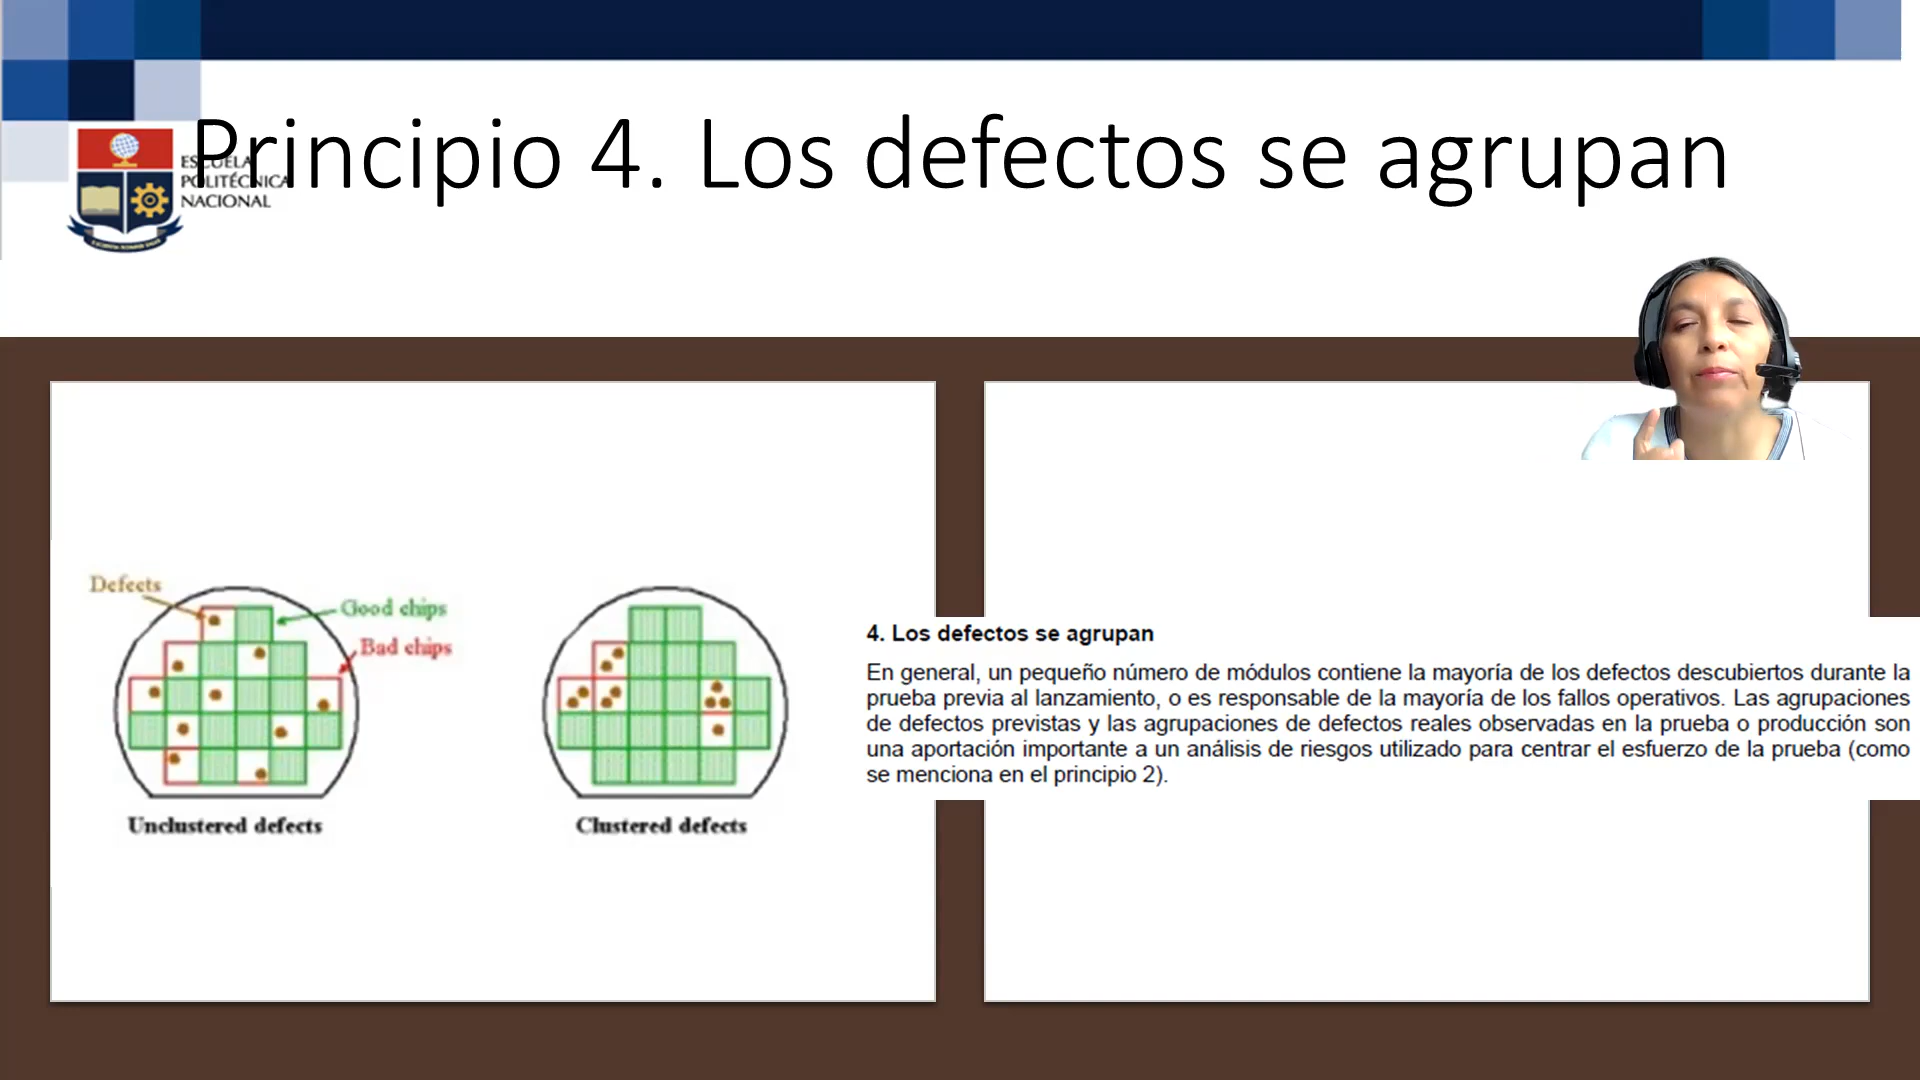 Principio 4. Los defectos se agrupan
ESCUELA
POLITÉCNICA
NACIONAL
Defects
Good chips
Bad chips
Unclustered defects
Clustered defects
4. Los defectos se agrupan
En general, un pequeño número de módulos contiene la mayoría de los defectos descubiertos durante la
prueba previa al lanzamiento, o es responsable de la mayoría de los fallos operativos. Las agrupaciones
de defectos previstas y las agrupaciones de defectos reales observadas en la prueba o producción son
una aportación importante a un análisis de riesgos utilizado para centrar el esfuerzo de la prueba (como
se menciona en el principio 2).